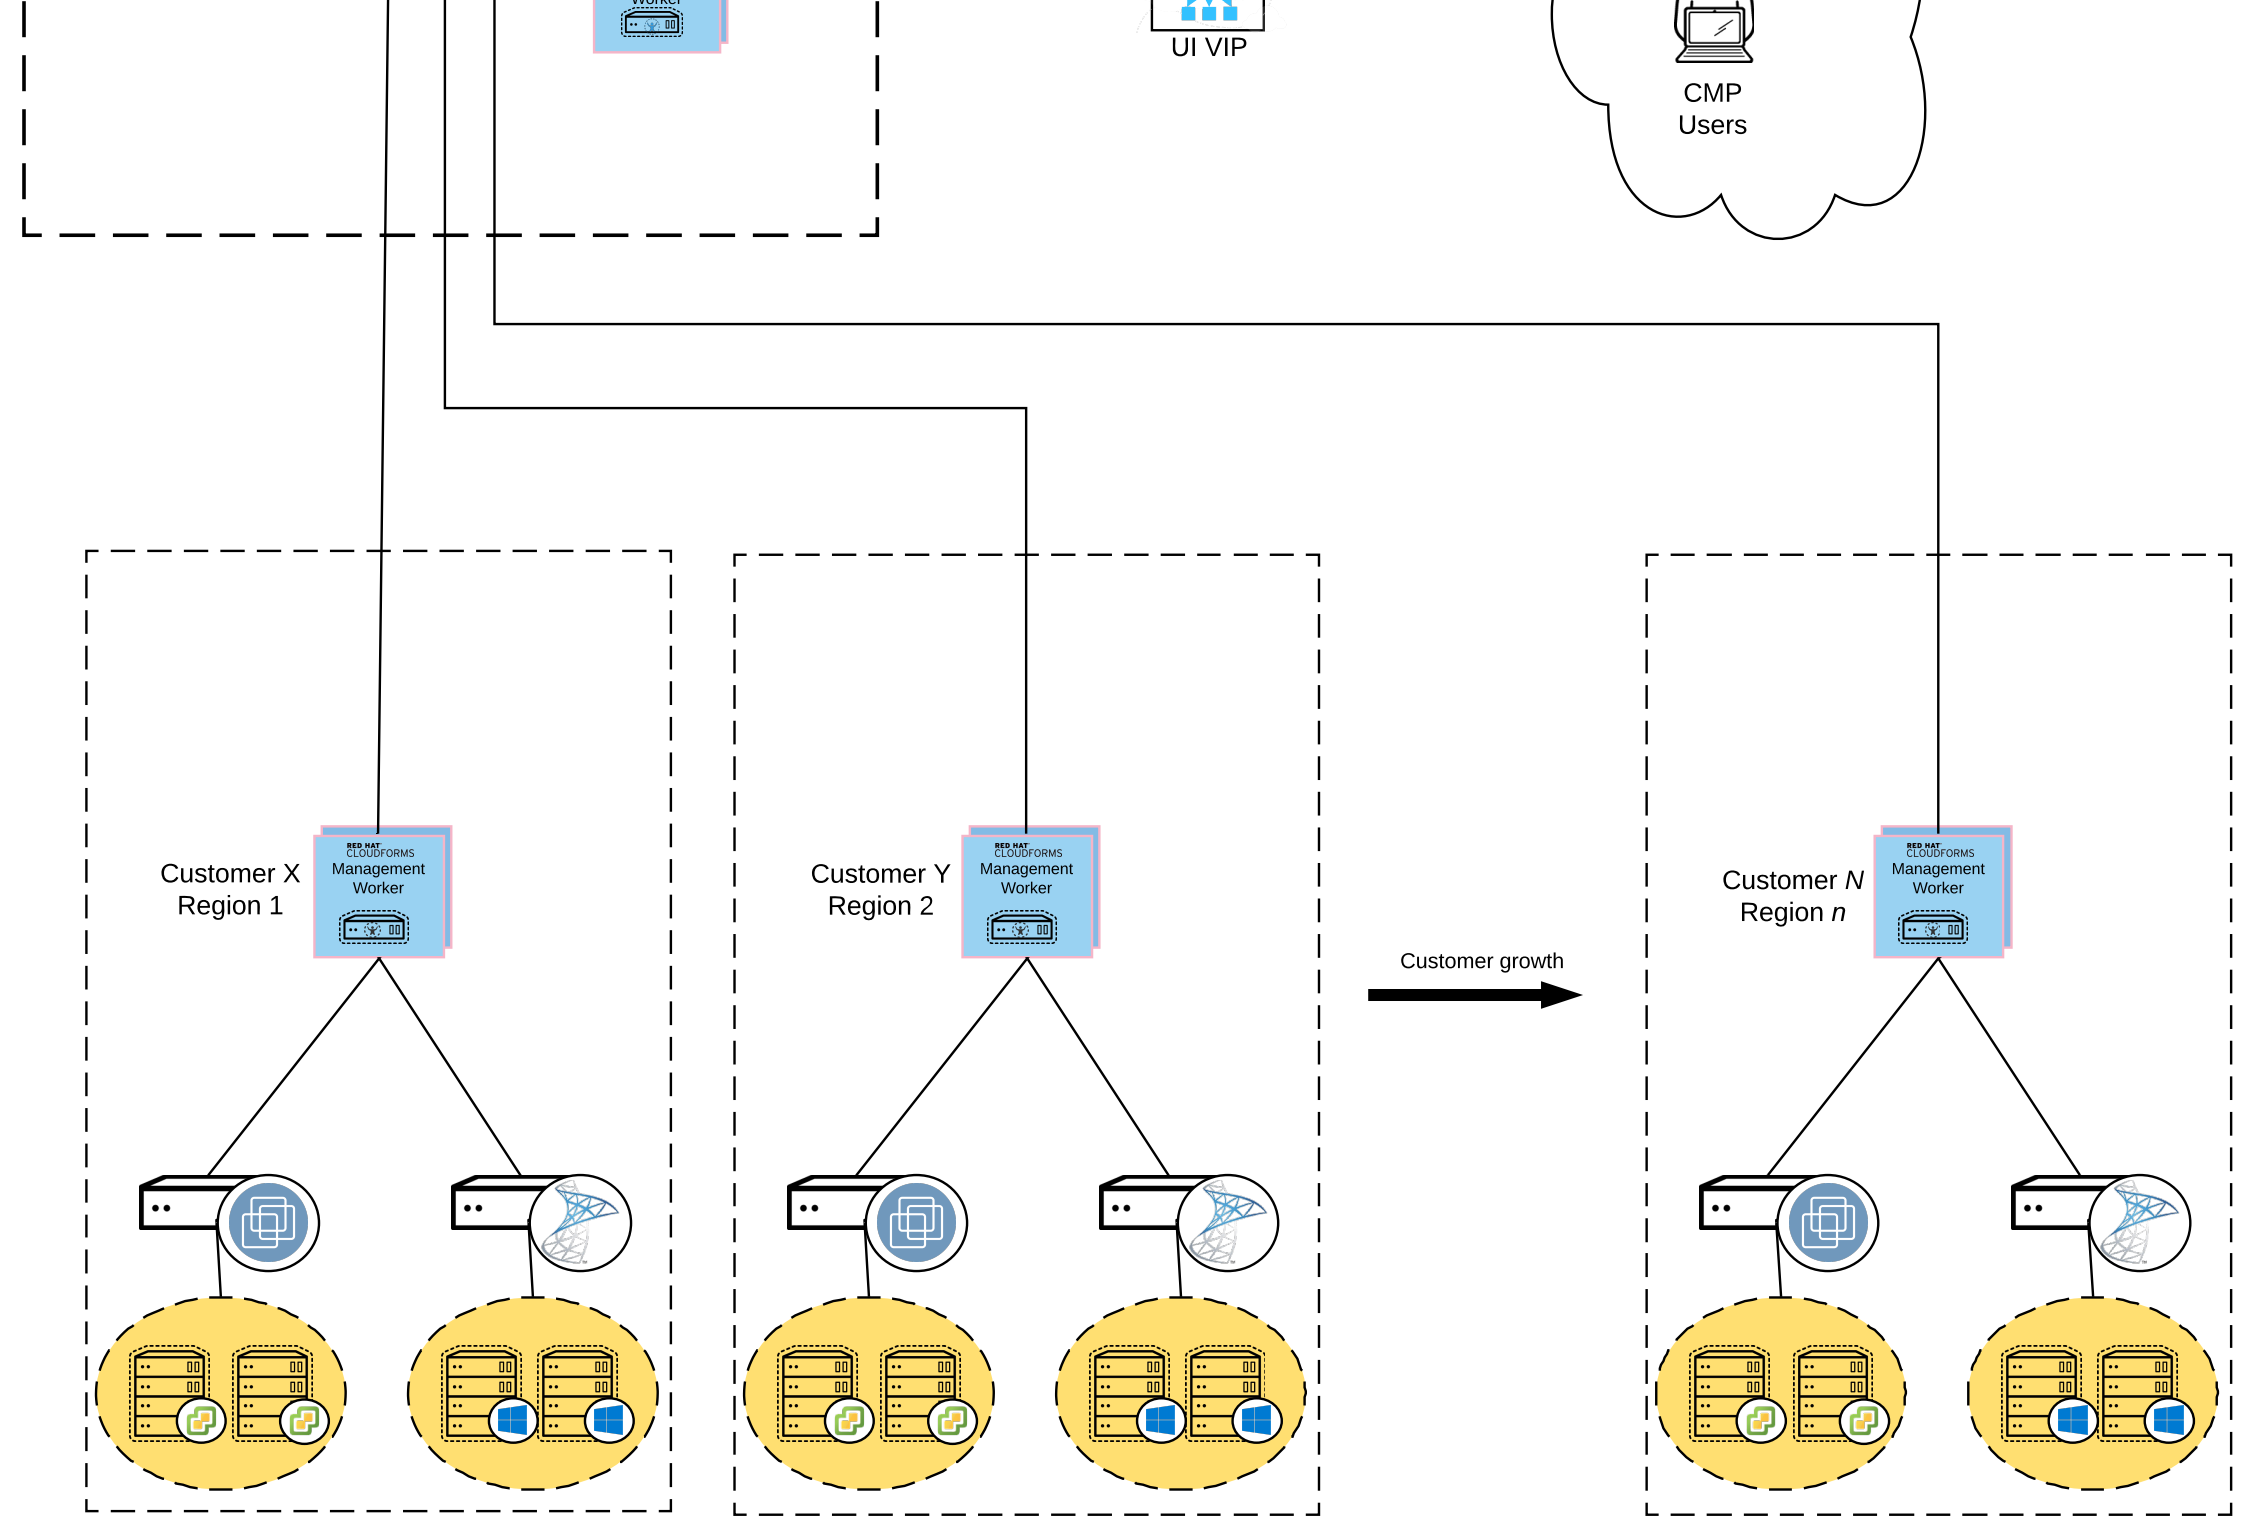 Worker
UI VIP
CMP
Users
RED HAT
CLOUDFORMS
Management
Worker
Customer X
Region 1
RED HAT
CLOUDFORMS
Management
Worker
Customer Y
Region 2
RED HAT
CLOUDFORMS
Management
Worker
Customer N
Region n
Customer growth